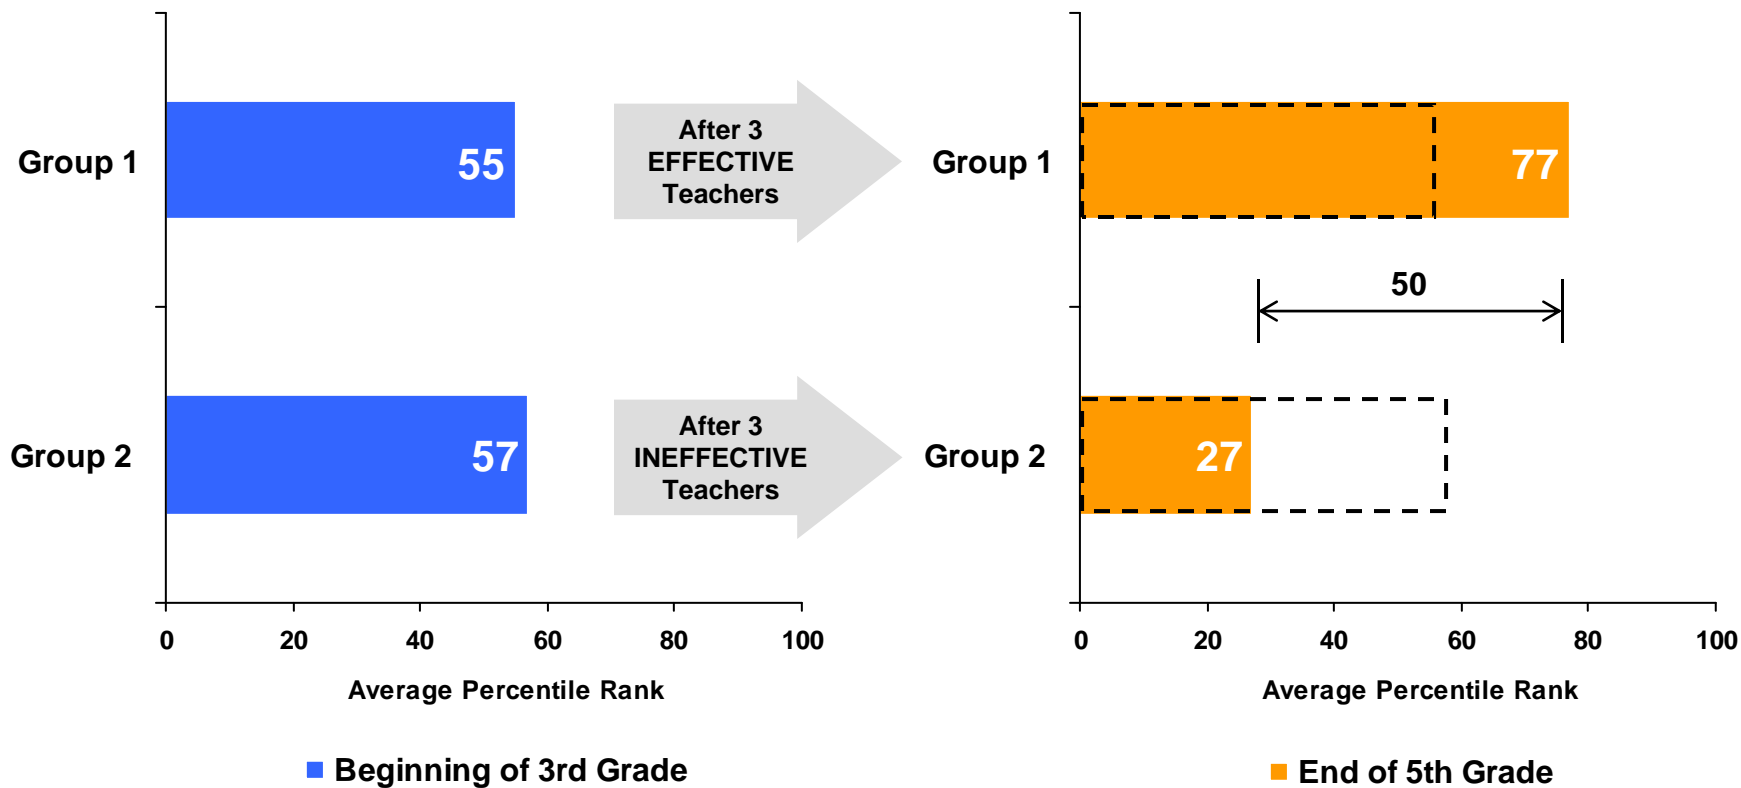 Group 1
55
After 3
EFFECTIVE
Teachers
Group 1
77
50
Group 2
57
After 3
INEFFECTIVE
Teachers
Group 2
27
0 20 40 60 80 100
Average Percentile Rank
Beginning of 3rd Grade
0 20 40 60 80 100
Average Percentile Rank
End of 5th Grade